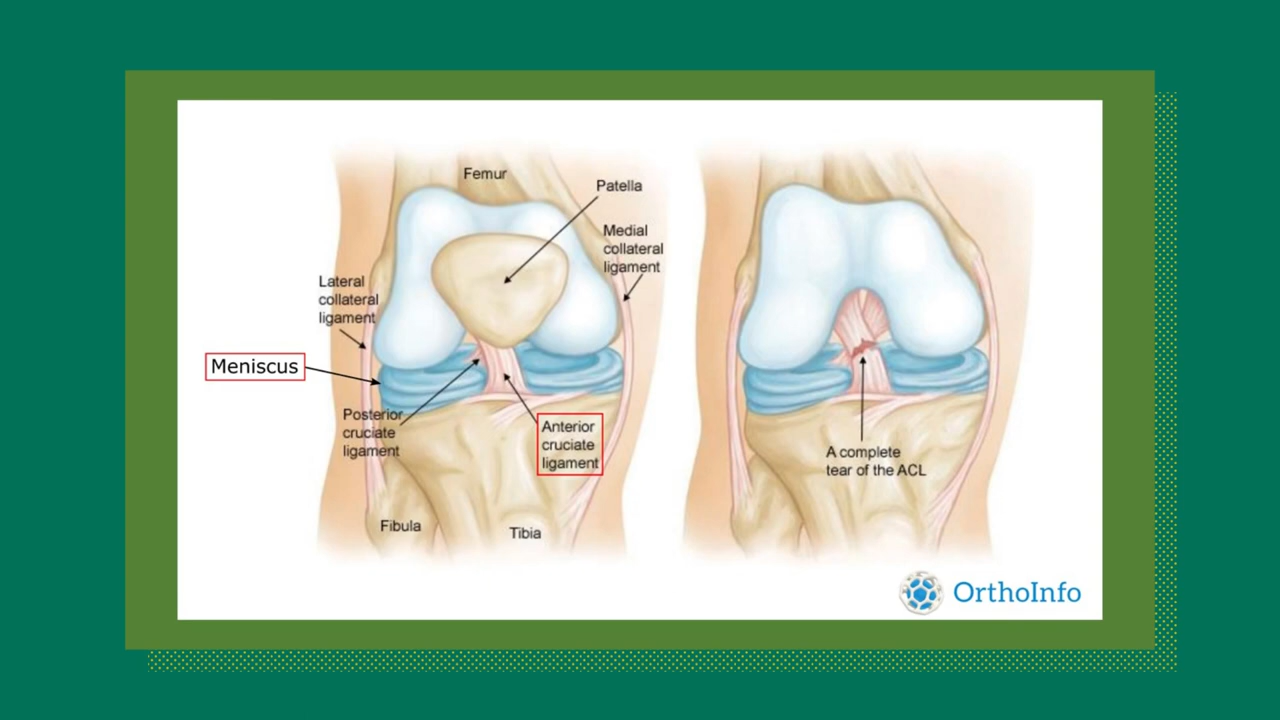 Femur
Patella
Medial
collateral
ligament
Lateral
collateral
ligament
Meniscus
Posterior
cruciate
ligament
Anterior
cruciate
ligament
Fibula
Tibia
A complete
tear of the ACL
OrthoInfo